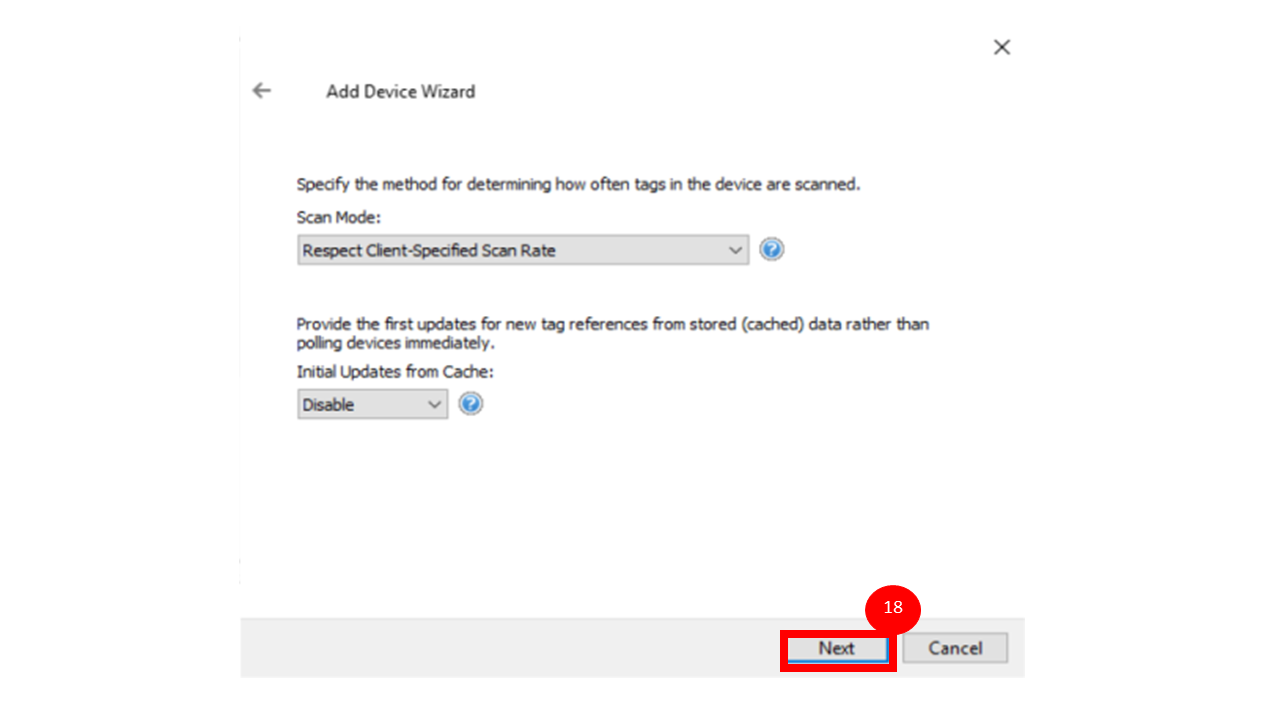 Add Device Wizard
Specify the method for determining how often tags in the device are scanned.
Scan Mode:
Respect Client-Specified Scan Rate
Provide the first updates for new tag references from stored (cached) data rather than
polling devices immediately.
Initial Updates from Cache:
Disable
18
Next
Cancel